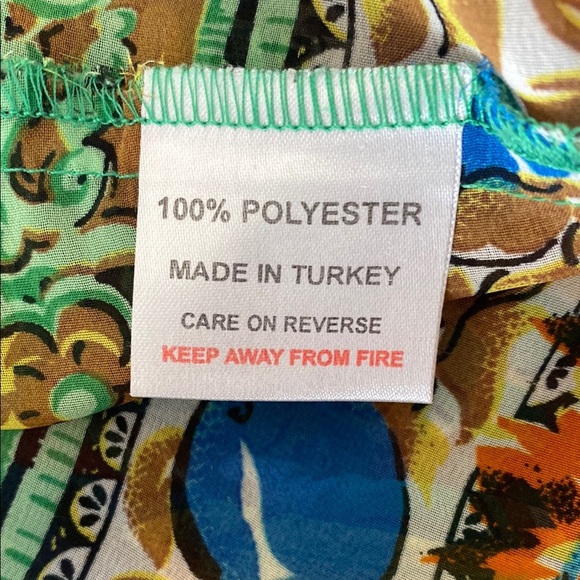 100% POLYESTER
MADE IN TURKEY
CARE ON REVERSE
KEEP AWAY FROM FIRE